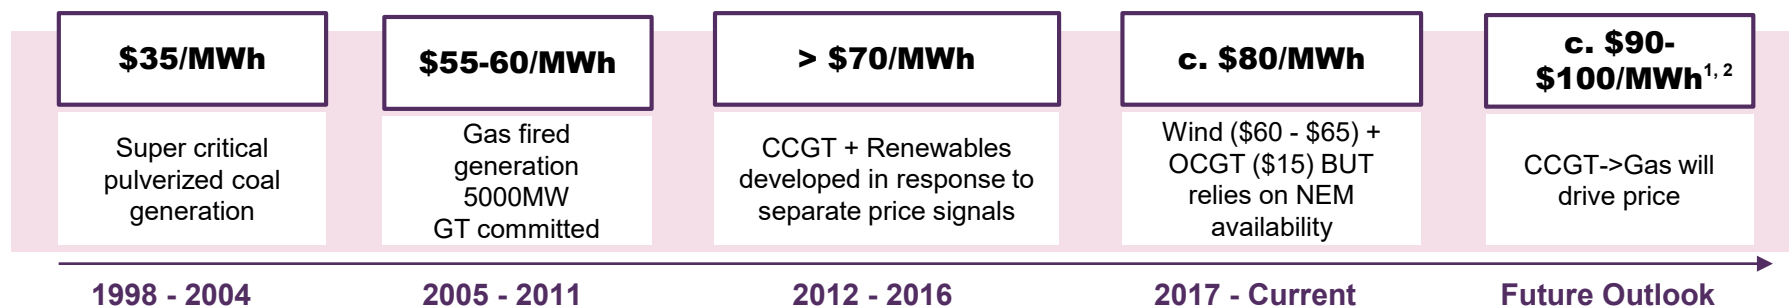 $35/MWh
Super critical
pulverized coal
generation
1998 - 2004
$55-60/MWh
Gas fired
generation
5000MW
GT committed
2005 - 2011
> $70/MWh
CCGT + Renewables
developed in response to
separate price signals
2012 - 2016
c. $80/MWh
Wind ($60 - $65) +
OCGT ($15) BUT
relies on NEM
availability
2017 - Current
c. $90-
$100/MWh1, 2
CCGT->Gas will
drive price
Future Outlook